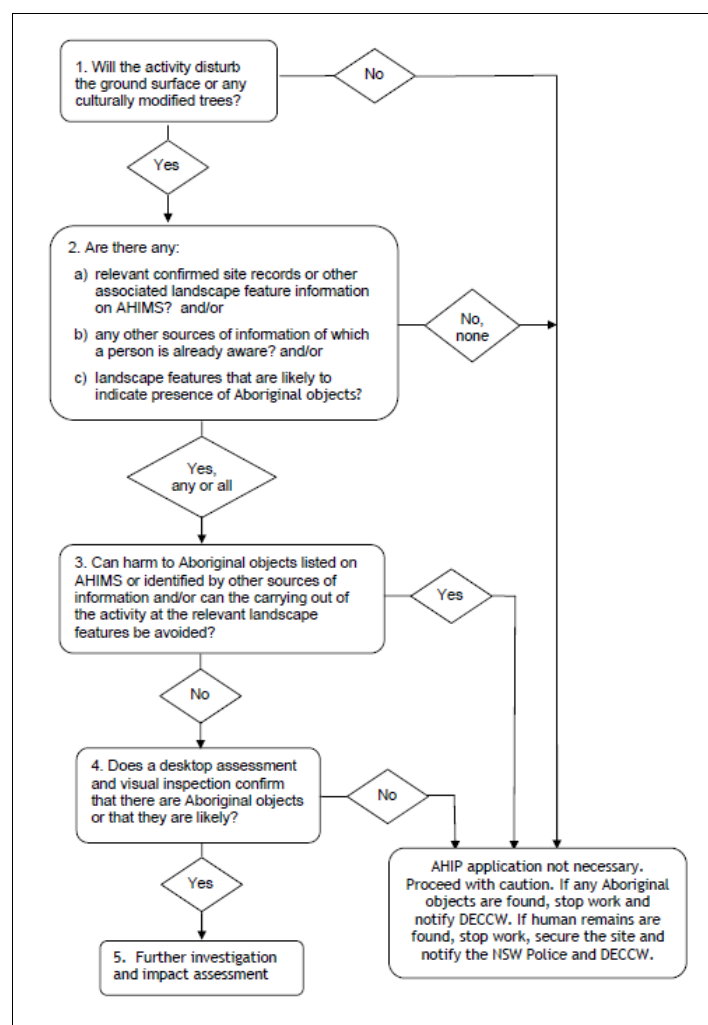 1. Will the activity disturb
the ground surface or any
culturally modified trees?
No
Yes
2. Are there any:
a) relevant confirmed site records or other
associated landscape feature information
on AHIMS? and/or
b) any other sources of information of which
a person is already aware? and/or
c) landscape features that are likely to
indicate presence of Aboriginal objects?
No,
none
Yes,
any or all
3. Can harm to Aboriginal objects listed on
AHIMS or identified by other sources of
information and/or can the carrying out of
the activity at the relevant landscape
features be avoided?
Yes
No
4. Does a desktop assessment
and visual inspection confirm
that there are Aboriginal objects
or that they are likely?
No
Yes
5. Further investigation
and impact assessment
AHIP application not necessary.
Proceed with caution. If any Aboriginal
objects are found, stop work and
notify DECCW. If human remains are
found, stop work, secure the site and
notify the NSW Police and DECCW.